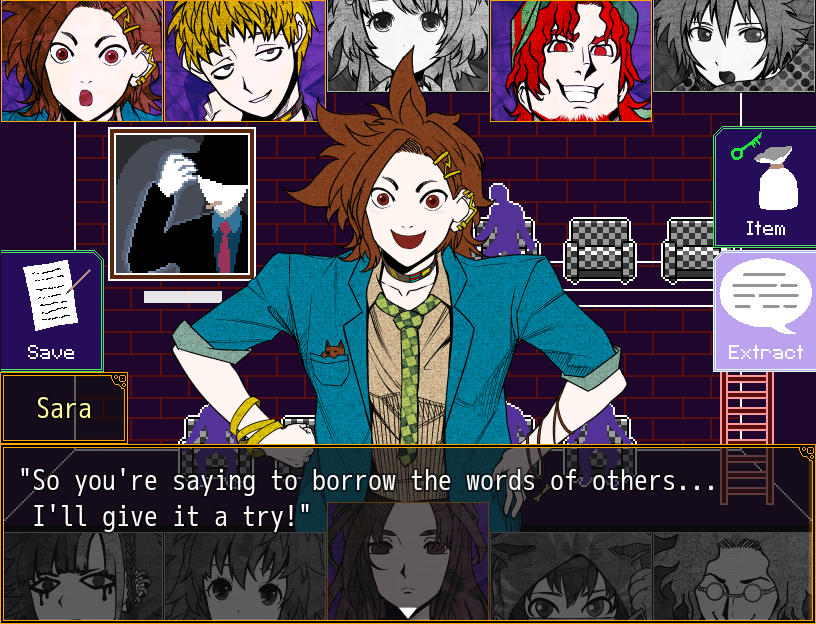 Item
Save
Extract
Sara
"So you're saying to borrow the words of others...
I'll give it a try!"